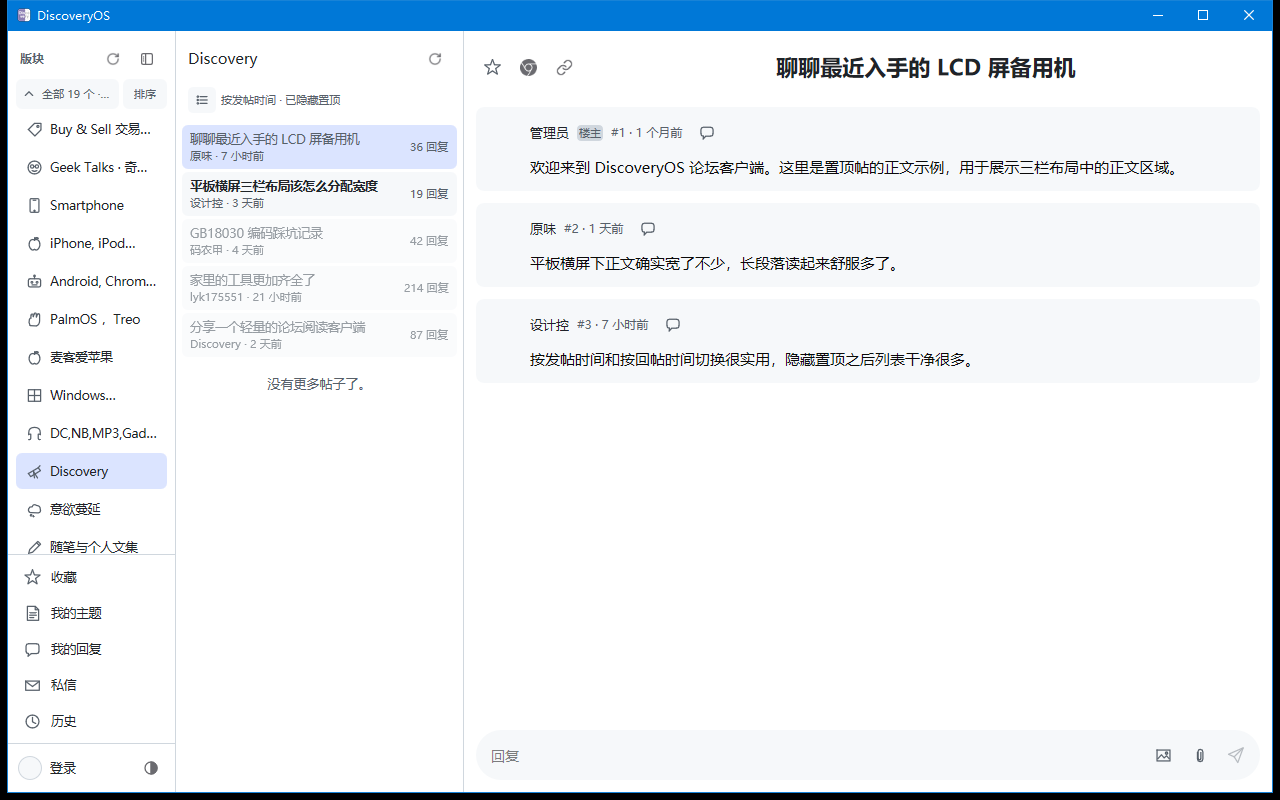 DiscoveryOS
版块
全部 19 个 ·...
排序
Buy & Sell 交易...
Geek Talks · 奇...
Smartphone
iPhone, iPod...
Android, Chrom...
PalmOS， Treo
麦客爱苹果
Windows...
DC,NB,MP3,Gad...
Discovery
意欲蔓延
随笔与个人文集
收藏
我的主题
我的回复
私信
历史
登录
Discovery
按发帖时间 · 已隐藏置顶
聊聊最近入手的 LCD 屏备用机
原味 · 7 小时前
36 回复
平板横屏三栏布局该怎么分配宽度
设计控 · 3 天前
19 回复
GB18030 编码踩坑记录
码农甲 · 4 天前
42 回复
家里的工具更加齐全了
lyk175551 · 21 小时前
214 回复
分享一个轻量的论坛阅读客户端
Discovery · 2 天前
87 回复
没有更多帖子了。
聊聊最近入手的 LCD 屏备用机
管理员 楼主 #1 · 1 个月前
欢迎来到 DiscoveryOS 论坛客户端。这里是置顶帖的正文示例，用于展示三栏布局中的正文区域。
原味 #2 · 1 天前
平板横屏下正文确实宽了不少，长段落读起来舒服多了。
设计控 #3 · 7 小时前
按发帖时间和按回帖时间切换很实用，隐藏置顶之后列表干净很多。
回复